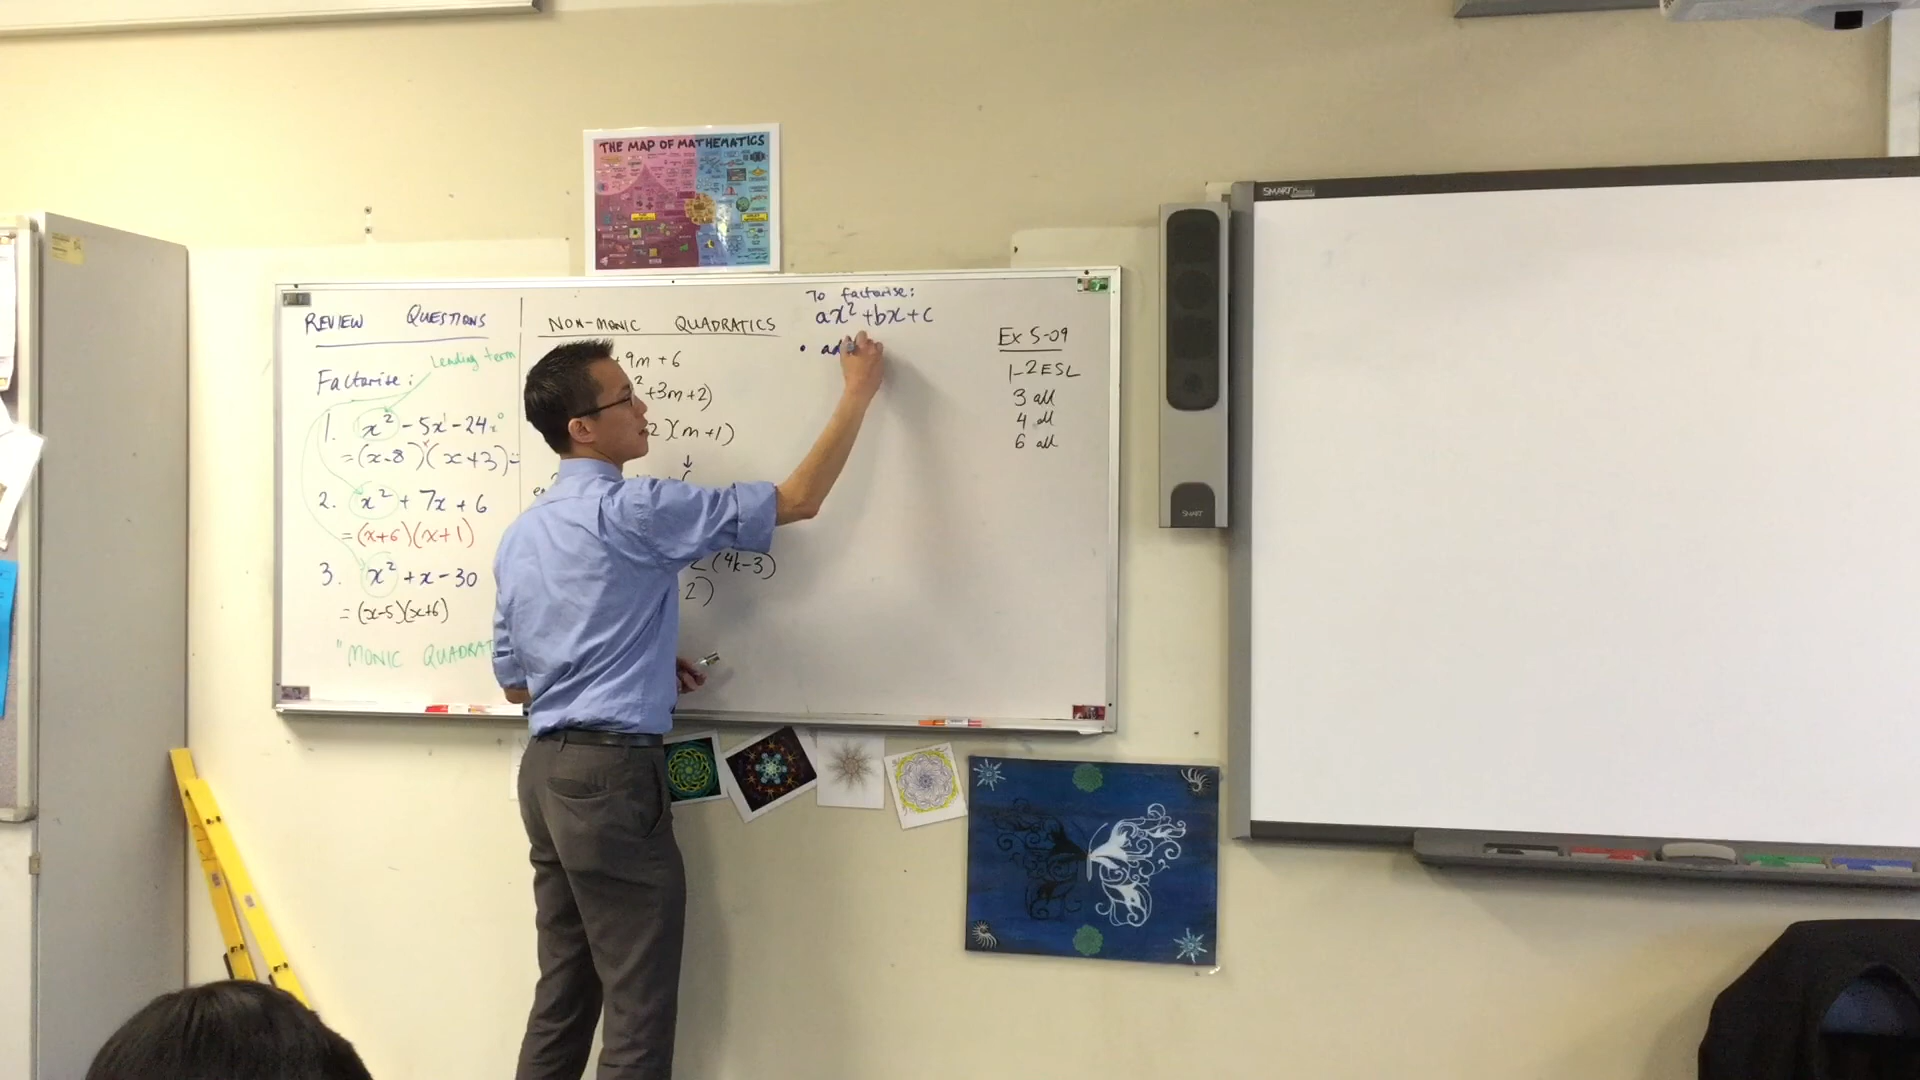 THE MAP OF MATHEMATICS
REVIEW QUESTIONS
Leading term
Factorise:
1. x² - 5x - 24
= (x-8)(x+3)
2. x² + 7x + 6
= (x+6)(x+1)
3. x² + x - 30
= (x-5)(x+6)
"MONIC QUADRAT
NON-MONIC QUADRATICS
+ 9m + 6
+3m+2)
2)(m+1)
(4k-3)
2)
To factorise:
ax² + bx + c
Ex 5-09
1-2 ESL
3 all
4 all
6 all
SMART Board
SMART